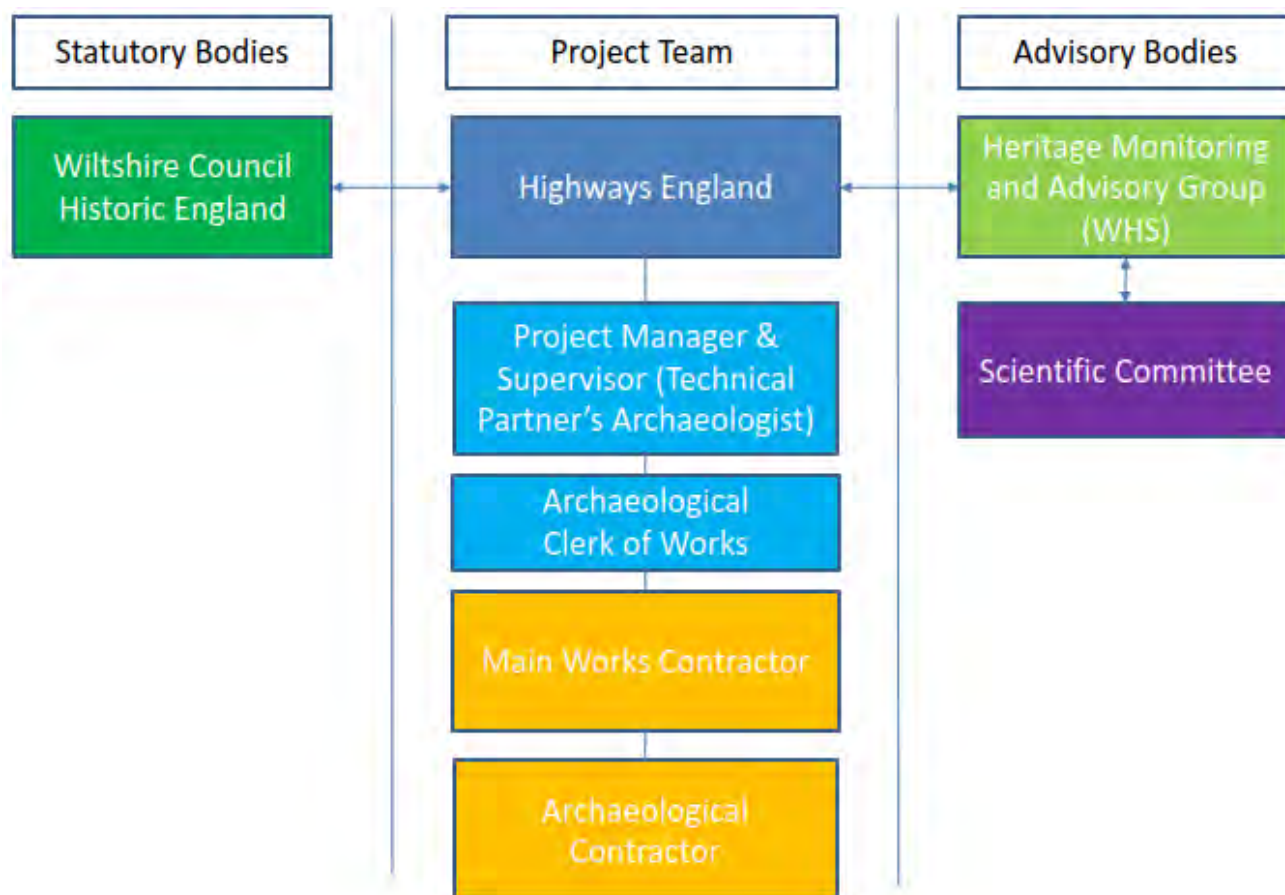 Statutory Bodies
Project Team
Advisory Bodies
Wiltshire Council
Historic England
Highways England
Heritage Monitoring
and Advisory Group
(WHS)
Project Manager &
Supervisor (Technical
Partner’s Archaeologist)
Scientific Committee
Archaeological
Clerk of Works
Main Works Contractor
Archaeological
Contractor